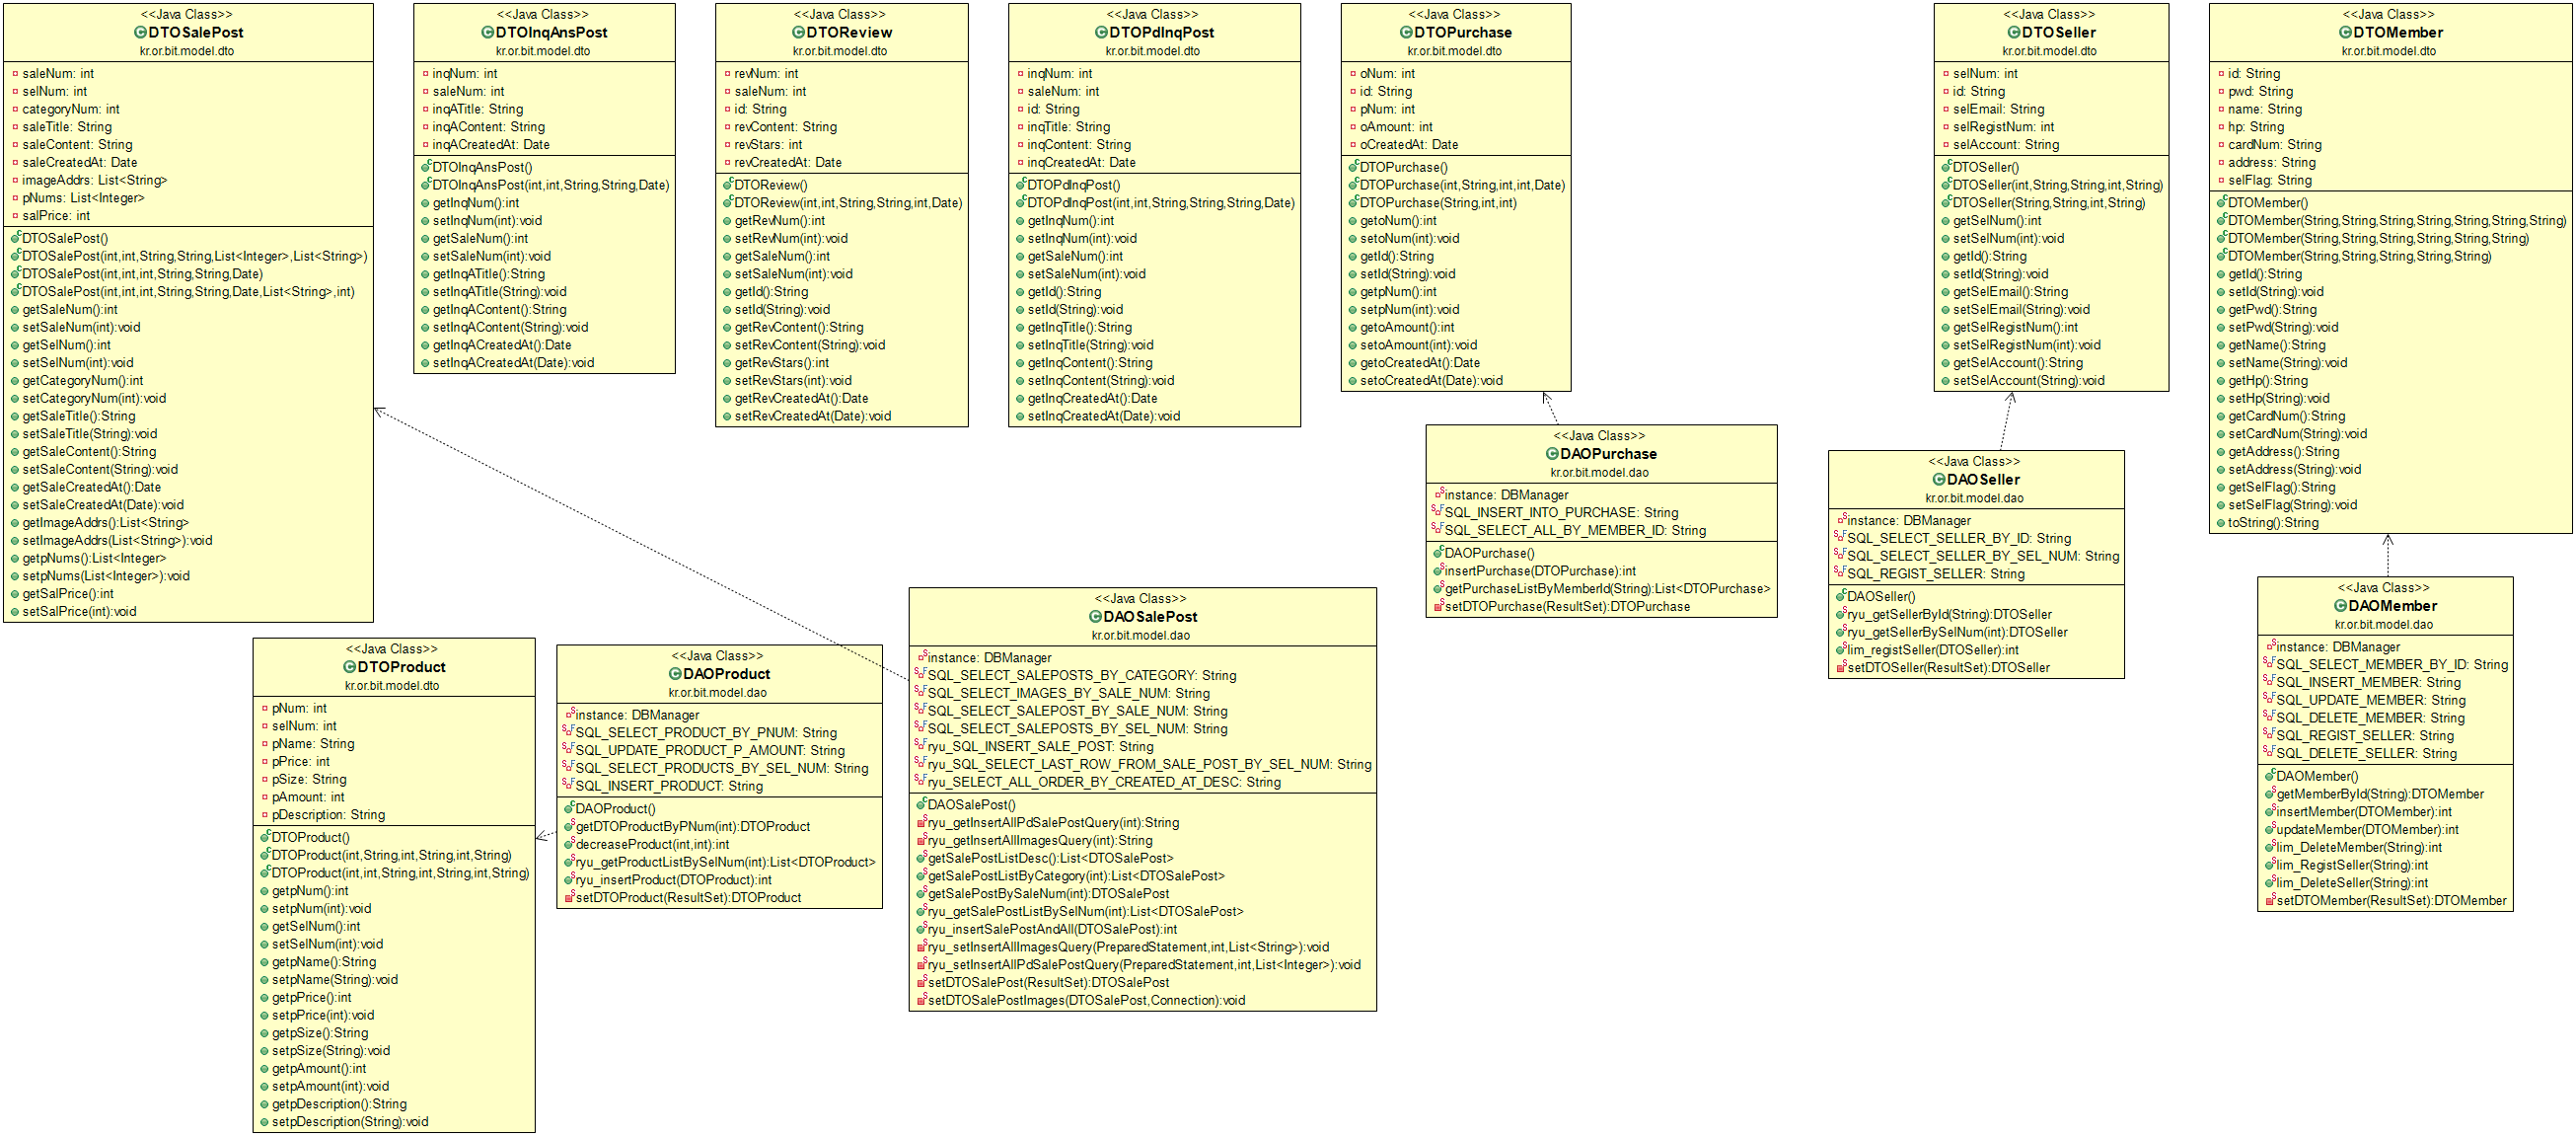 <<Java Class>>
DTOSalePost
kr.or.bit.model.dto
saleNum: int
selNum: int
categoryNum: int
saleTitle: String
saleContent: String
saleCreatedAt: Date
imageAddrs: List<String>
pNums: List<Integer>
salPrice: int
DTOSalePost()
DTOSalePost(int,int,String,String,List<Integer>,List<String>)
DTOSalePost(int,int,int,String,String,Date)
DTOSalePost(int,int,int,String,String,Date,List<String>,int)
getSaleNum():int
setSaleNum(int):void
getSelNum():int
setSelNum(int):void
getCategoryNum():int
setCategoryNum(int):void
getSaleTitle():String
setSaleTitle(String):void
getSaleContent():String
setSaleContent(String):void
getSaleCreatedAt():Date
setSaleCreatedAt(Date):void
getImageAddrs():List<String>
setImageAddrs(List<String>):void
getpNums():List<Integer>
setpNums(List<Integer>):void
getSalPrice():int
setSalPrice(int):void
<<Java Class>>
DTOInqAnsPost
kr.or.bit.model.dto
inqNum: int
saleNum: int
inqATitle: String
inqAContent: String
inqACreatedAt: Date
DTOInqAnsPost()
DTOInqAnsPost(int,int,String,String,Date)
getInqNum():int
setInqNum(int):void
getSaleNum():int
setSaleNum(int):void
getInqATitle():String
setInqATitle(String):void
getInqAContent():String
setInqAContent(String):void
getInqACreatedAt():Date
setInqACreatedAt(Date):void
<<Java Class>>
DTOReview
kr.or.bit.model.dto
revNum: int
saleNum: int
id: String
revContent: String
revStars: int
revCreatedAt: Date
DTOReview()
DTOReview(int,int,String,String,int,Date)
getRevNum():int
setRevNum(int):void
getSaleNum():int
setSaleNum(int):void
getId():String
setId(String):void
getRevContent():String
setRevContent(String):void
getRevStars():int
setRevStars(int):void
getRevCreatedAt():Date
setRevCreatedAt(Date):void
<<Java Class>>
DTOPdInqPost
kr.or.bit.model.dto
inqNum: int
saleNum: int
id: String
inqTitle: String
inqContent: String
inqCreatedAt: Date
DTOPdInqPost()
DTOPdInqPost(int,int,String,String,String,Date)
getInqNum():int
setInqNum(int):void
getSaleNum():int
setSaleNum(int):void
getId():String
setId(String):void
getInqTitle():String
setInqTitle(String):void
getInqContent():String
setInqContent(String):void
getInqCreatedAt():Date
setInqCreatedAt(Date):void
<<Java Class>>
DTOPurchase
kr.or.bit.model.dto
oNum: int
id: String
pNum: int
oAmount: int
oCreatedAt: Date
DTOPurchase()
DTOPurchase(int,String,int,int,Date)
DTOPurchase(String,int,int)
getoNum():int
setoNum(int):void
getId():String
setId(String):void
getpNum():int
setpNum(int):void
getoAmount():int
setoAmount(int):void
getoCreatedAt():Date
setoCreatedAt(Date):void
<<Java Class>>
DTOSeller
kr.or.bit.model.dto
selNum: int
id: String
selEmail: String
selRegistNum: int
selAccount: String
DTOSeller()
DTOSeller(int,String,String,int,String)
DTOSeller(String,String,int,String)
getSelNum():int
setSelNum(int):void
getId():String
setId(String):void
getSelEmail():String
setSelEmail(String):void
getSelRegistNum():int
setSelRegistNum(int):void
getSelAccount():String
setSelAccount(String):void
<<Java Class>>
DTOMember
kr.or.bit.model.dto
id: String
pwd: String
name: String
hp: String
cardNum: String
address: String
selFlag: String
DTOMember()
DTOMember(String,String,String,String,String,String,String)
DTOMember(String,String,String,String,String,String)
DTOMember(String,String,String,String,String)
getId():String
setId(String):void
getPwd():String
setPwd(String):void
getName():String
setName(String):void
getHp():String
setHp(String):void
getCardNum():String
setCardNum(String):void
getAddress():String
setAddress(String):void
getSelFlag():String
setSelFlag(String):void
toString():String
<<Java Class>>
DTOProduct
kr.or.bit.model.dto
pNum: int
selNum: int
pName: String
pPrice: int
pSize: String
pAmount: int
pDescription: String
DTOProduct()
DTOProduct(int,String,int,String,int,String)
DTOProduct(int,int,String,int,String,int,String)
getpNum():int
setpNum(int):void
getSelNum():int
setSelNum(int):void
getpName():String
setpName(String):void
getpPrice():int
setpPrice(int):void
getpSize():String
setpSize(String):void
getpAmount():int
setpAmount(int):void
getpDescription():String
setpDescription(String):void
<<Java Class>>
DAOProduct
kr.or.bit.model.dao
instance: DBManager
SQL_SELECT_PRODUCT_BY_PNUM: String
SQL_UPDATE_PRODUCT_P_AMOUNT: String
SQL_SELECT_PRODUCTS_BY_SEL_NUM: String
SQL_INSERT_PRODUCT: String
DAOProduct()
getDTOProductByPNum(int):DTOProduct
decreaseProduct(int,int):int
ryu_getProductListBySelNum(int):List<DTOProduct>
ryu_insertProduct(DTOProduct):int
setDTOProduct(ResultSet):DTOProduct
<<Java Class>>
DAOSalePost
kr.or.bit.model.dao
instance: DBManager
SQL_SELECT_SALEPOSTS_BY_CATEGORY: String
SQL_SELECT_IMAGES_BY_SALE_NUM: String
SQL_SELECT_SALEPOST_BY_SALE_NUM: String
SQL_SELECT_SALEPOSTS_BY_SEL_NUM: String
ryu_SQL_INSERT_SALE_POST: String
ryu_SQL_SELECT_LAST_ROW_FROM_SALE_POST_BY_SEL_NUM: String
ryu_SELECT_ALL_ORDER_BY_CREATED_AT_DESC: String
DAOSalePost()
ryu_getInsertAllPdSalePostQuery(int):String
ryu_getInsertAllImagesQuery(int):String
getSalePostListDesc():List<DTOSalePost>
getSalePostListByCategory(int):List<DTOSalePost>
getSalePostBySaleNum(int):DTOSalePost
ryu_getSalePostListBySelNum(int):List<DTOSalePost>
ryu_insertSalePostAndAll(DTOSalePost):int
ryu_setInsertAllImagesQuery(PreparedStatement,int,List<String>):void
ryu_setInsertAllPdSalePostQuery(PreparedStatement,int,List<Integer>):void
setDTOSalePost(ResultSet):DTOSalePost
setDTOSalePostImages(DTOSalePost,Connection):void
<<Java Class>>
DAOPurchase
kr.or.bit.model.dao
instance: DBManager
SQL_INSERT_INTO_PURCHASE: String
SQL_SELECT_ALL_BY_MEMBER_ID: String
DAOPurchase()
insertPurchase(DTOPurchase):int
getPurchaseListByMemberId(String):List<DTOPurchase>
setDTOPurchase(ResultSet):DTOPurchase
<<Java Class>>
DAOSeller
kr.or.bit.model.dao
instance: DBManager
SQL_SELECT_SELLER_BY_ID: String
SQL_SELECT_SELLER_BY_SEL_NUM: String
SQL_REGIST_SELLER: String
DAOSeller()
ryu_getSellerById(String):DTOSeller
ryu_getSellerBySelNum(int):DTOSeller
lim_registSeller(DTOSeller):int
setDTOSeller(ResultSet):DTOSeller
<<Java Class>>
DAOMember
kr.or.bit.model.dao
instance: DBManager
SQL_SELECT_MEMBER_BY_ID: String
SQL_INSERT_MEMBER: String
SQL_UPDATE_MEMBER: String
SQL_DELETE_MEMBER: String
SQL_REGIST_SELLER: String
SQL_DELETE_SELLER: String
DAOMember()
getMemberById(String):DTOMember
insertMember(DTOMember):int
updateMember(DTOMember):int
lim_DeleteMember(String):int
lim_RegistSeller(String):int
lim_DeleteSeller(String):int
setDTOMember(ResultSet):DTOMember